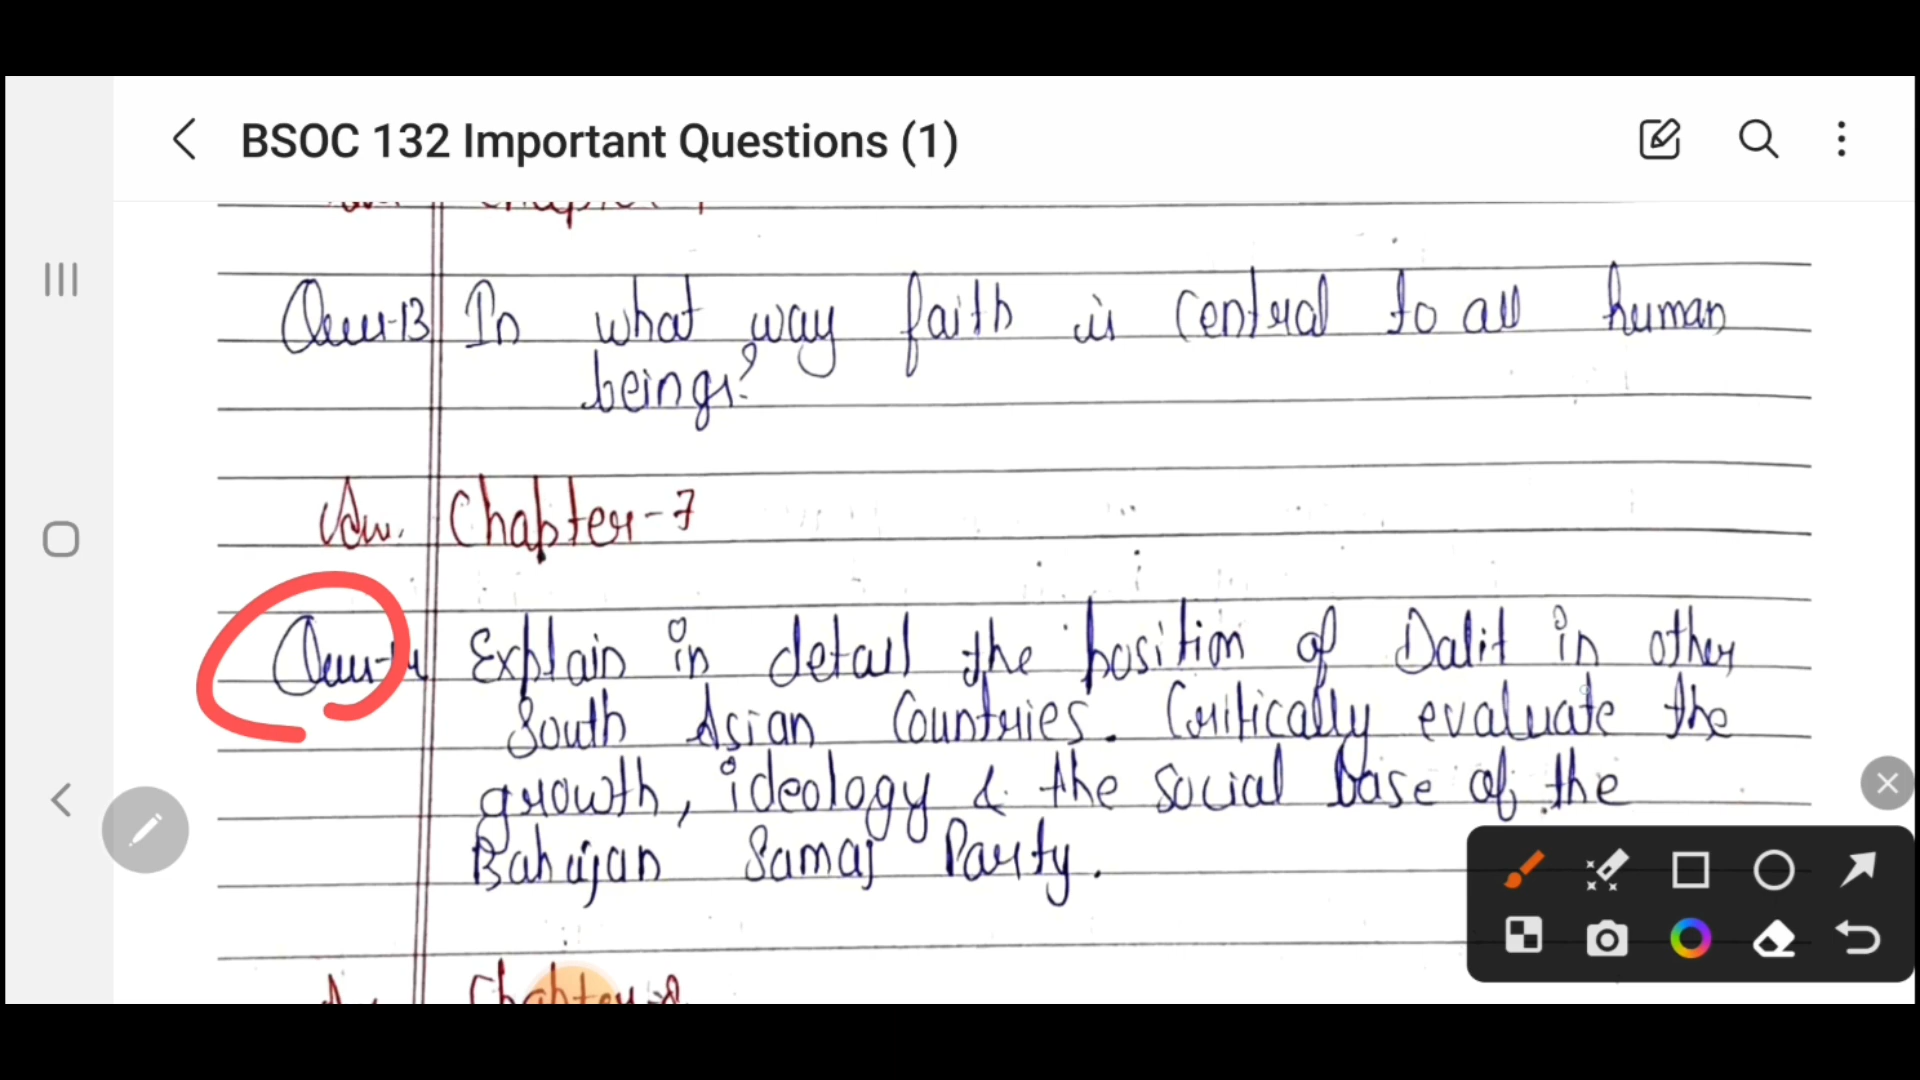 BSOC 132 Important Questions (1)
Ques-13 In what way faith is central to all human
beings?
Ans. Chapter-7
Ques-14 Explain in detail the position of Dalit in other
South Asian Countries. Critically evaluate the
growth, ideology & the social base of the
Bahujan Samaj Party.
Chapter-8